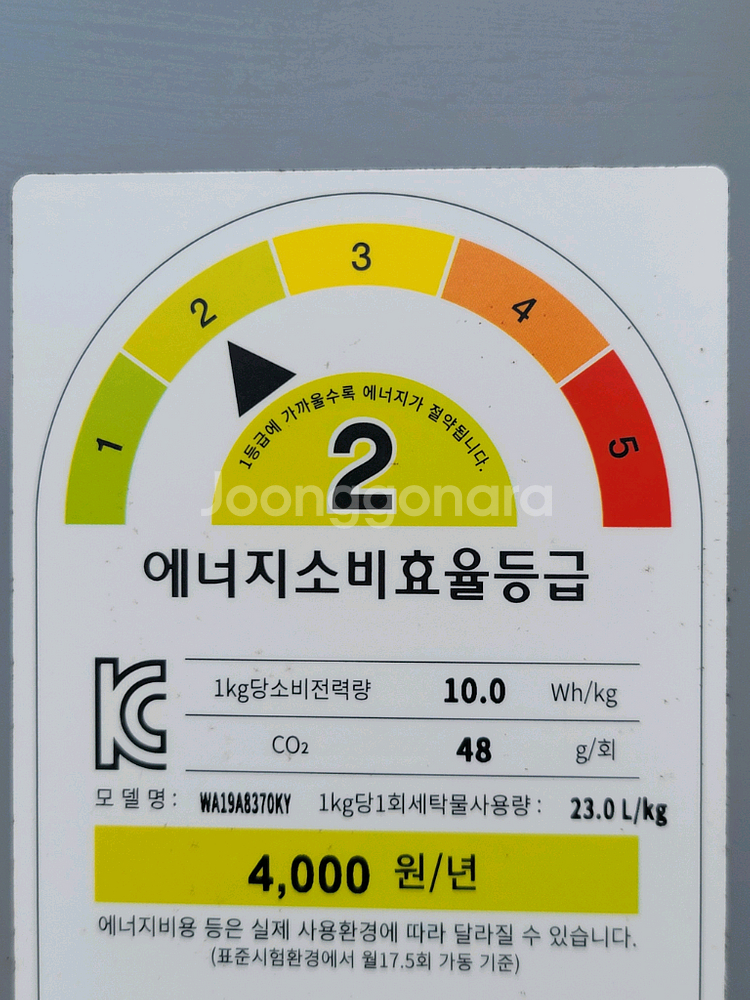 1
2
3
4
5
1등급에 가까울수록 에너지가 절약됩니다.
2
Joonggonara
에너지소비효율등급
1kg당소비전력량 10.0 Wh/kg
CO₂ 48 g/회
모델명: WA19A8370KY 1kg당1회세탁물사용량: 23.0 L/kg
4,000 원/년
에너지비용 등은 실제 사용환경에 따라 달라질 수 있습니다.
(표준시험환경에서 월17.5회 가동 기준)